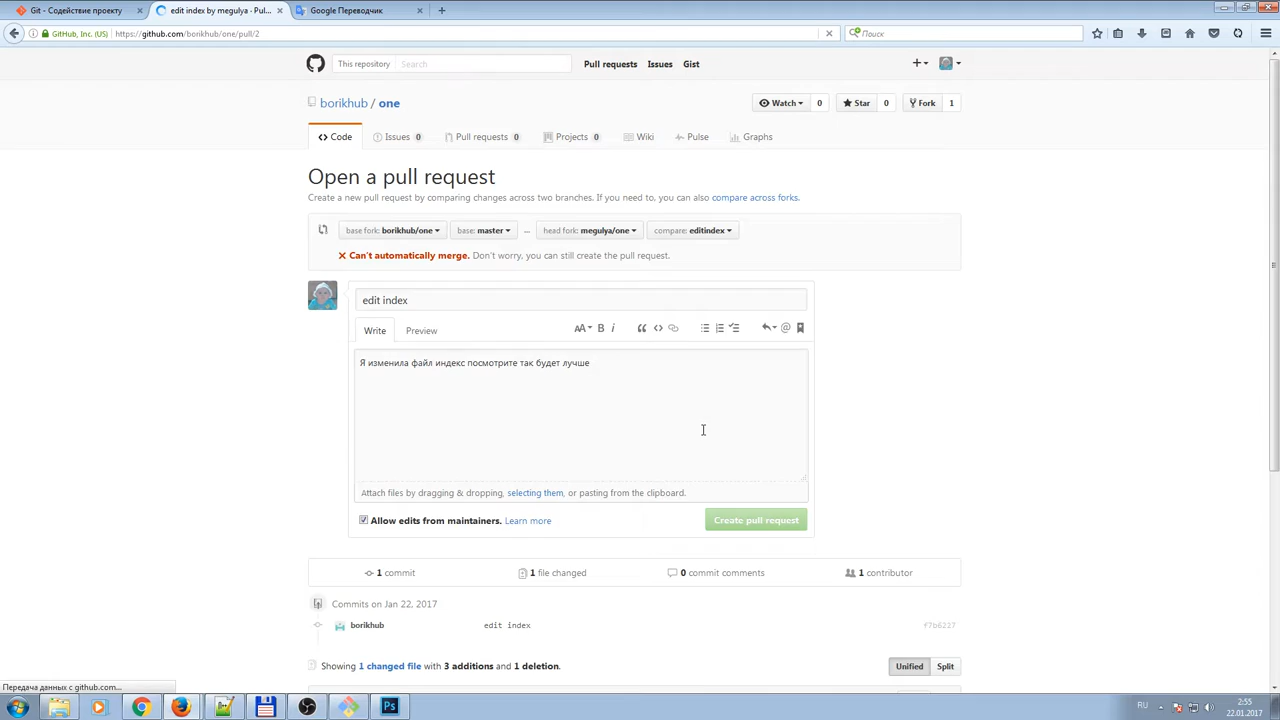 Git - Содействие проекту
edit index by megulya - Pul...
Google Переводчик
GitHub, Inc. (US)
https://github.com/borikhub/one/pull/2
Поиск
This repository
Search
Pull requests
Issues
Gist
borikhub / one
Watch 0
Star 0
Fork 1
Code
Issues 0
Pull requests 0
Projects 0
Wiki
Pulse
Graphs
Open a pull request
Create a new pull request by comparing changes across two branches. If you need to, you can also compare across forks.
base fork: borikhub/one
base: master
...
head fork: megulya/one
compare: editindex
Can't automatically merge. Don't worry, you can still create the pull request.
edit index
Write
Preview
AA B i
Я изменила файл индекс посмотрите так будет лучше
Attach files by dragging & dropping, selecting them, or pasting from the clipboard.
Allow edits from maintainers. Learn more
Create pull request
1 commit
1 file changed
0 commit comments
1 contributor
Commits on Jan 22, 2017
borikhub
edit index
f7b6227
Showing 1 changed file with 3 additions and 1 deletion.
Unified
Split
Передача данных с github.com...
Ps
RU
2:55
22.01.2017